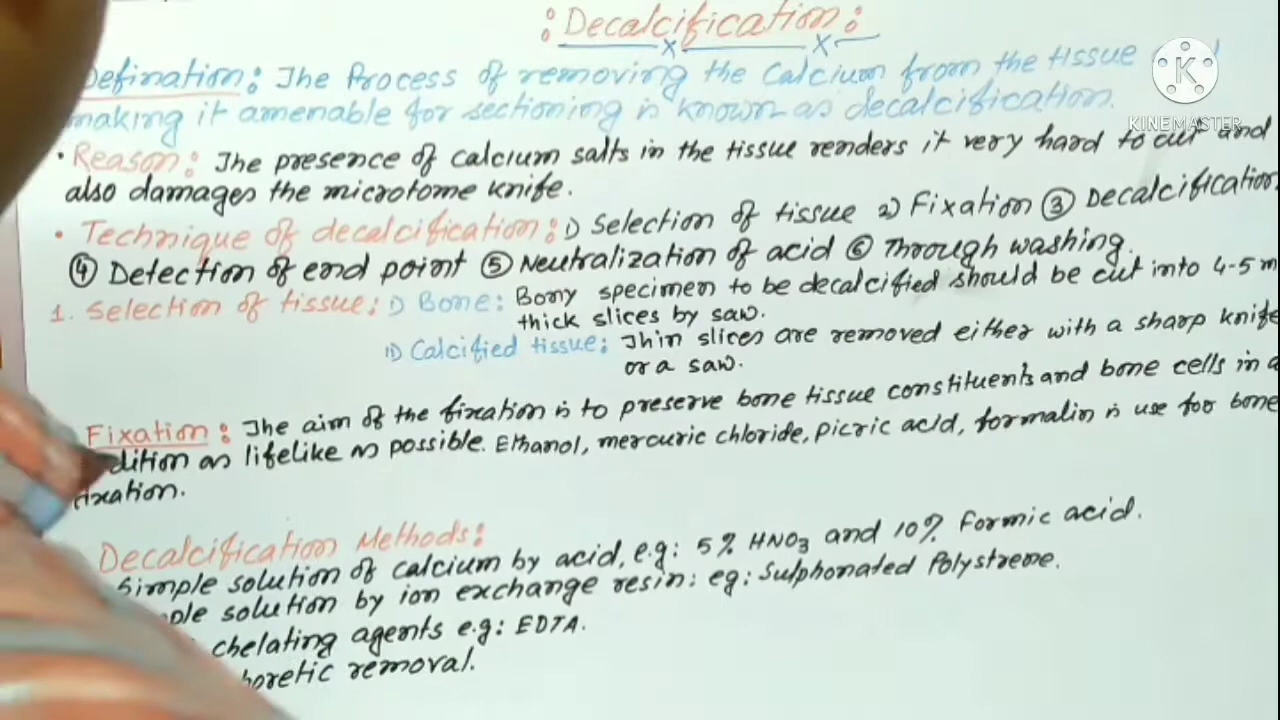 : Decalcification :
Defination : The Process of removing the Calcium from the tissue
making it amenable for sectioning is known as decalcification.
KINEMASTER
• Reason : The presence of calcium salts in the tissue renders it very hard to cut and
also damages the microtome knife.
• Technique of decalcification : 1) Selection of tissue 2) Fixation ③ Decalcification
④ Detection of end point ⑤ Neutralization of acid ⑥ Through washing.
1. Selection of tissue : i) Bone : Bony specimen to be decalcified should be cut into 4-5 m
thick slices by saw.
ii) Calcified tissue : Thin slices are removed either with a sharp knife
or a saw.
Fixation : The aim of the fixation is to preserve bone tissue constituents and bone cells in a
dition as lifelike as possible. Ethanol, mercuric chloride, Picric acid, formalin is use for bone
fixation.
Decalcification Methods :
Simple solution of calcium by acid, e.g : 5% HNO3 and 10% Formic acid.
ple solution by ion exchange resin : eg : Sulphonated Polystrene.
chelating agents e.g : EDTA.
horetic removal.